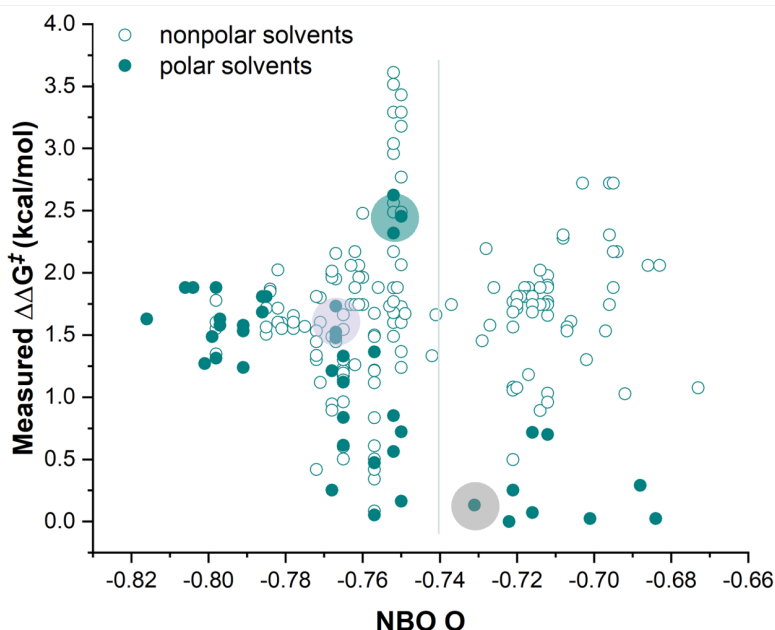 nonpolar solvents
polar solvents
Measured ΔΔG‡ (kcal/mol)
4.0
3.5
3.0
2.5
2.0
1.5
1.0
0.5
0.0
-0.82 -0.80 -0.78 -0.76 -0.74 -0.72 -0.70 -0.68 -0.66
NBO O